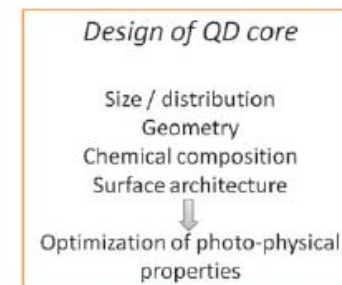 Design of QD core
Size / distribution
Geometry
Chemical composition
Surface architecture
Optimization of photo-physical
properties